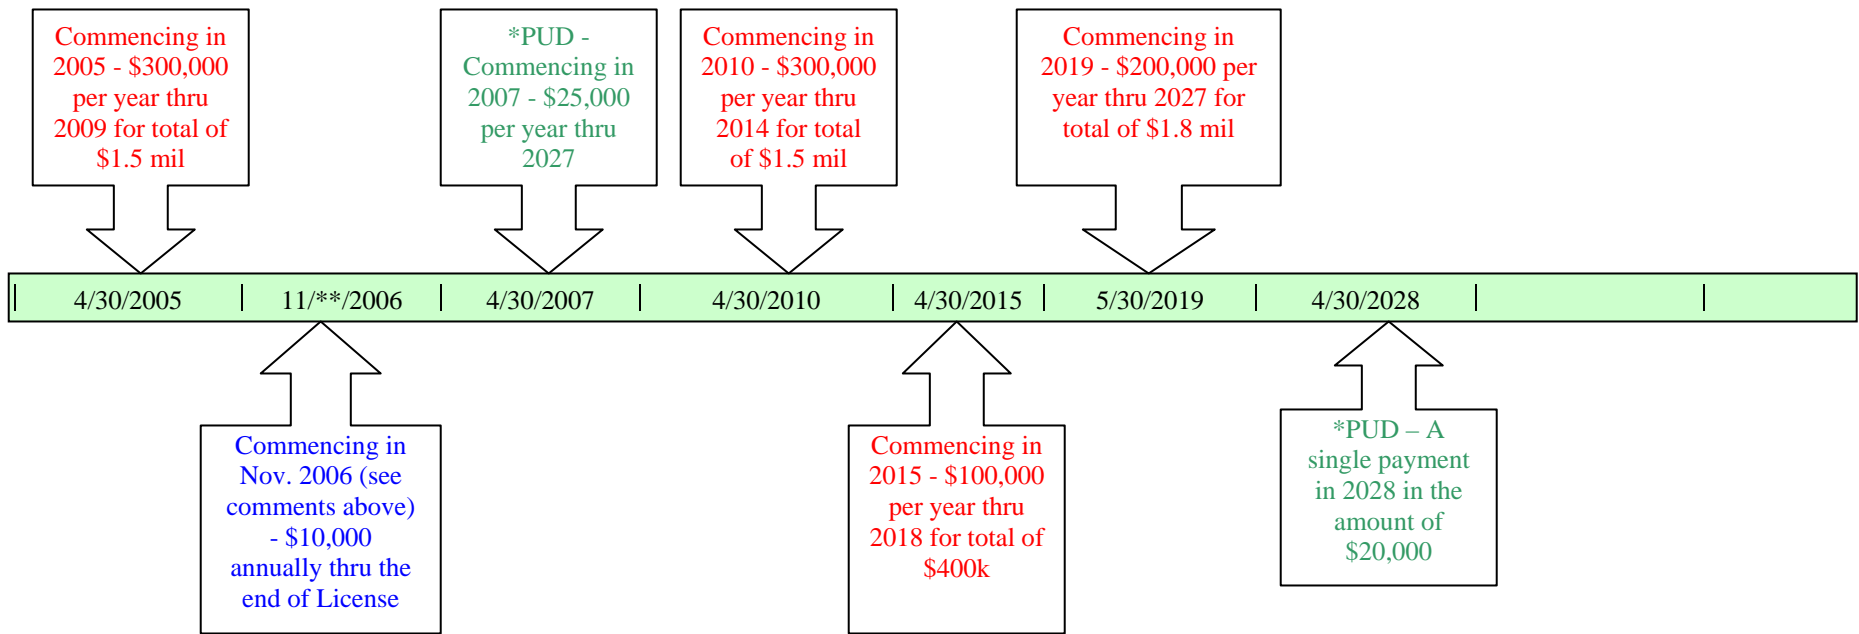 Commencing in
2005 - $300,000
per year thru
2009 for total of
$1.5 mil
*PUD -
Commencing in
2007 - $25,000
per year thru
2027
Commencing in
2010 - $300,000
per year thru
2014 for total
of $1.5 mil
Commencing in
2019 - $200,000 per
year thru 2027 for
total of $1.8 mil
4/30/2005 11/**/2006 4/30/2007 4/30/2010 4/30/2015 5/30/2019 4/30/2028
Commencing in
Nov. 2006 (see
comments above)
- $10,000
annually thru the
end of License
Commencing in
2015 - $100,000
per year thru
2018 for total of
$400k
*PUD – A
single payment
in 2028 in the
amount of
$20,000